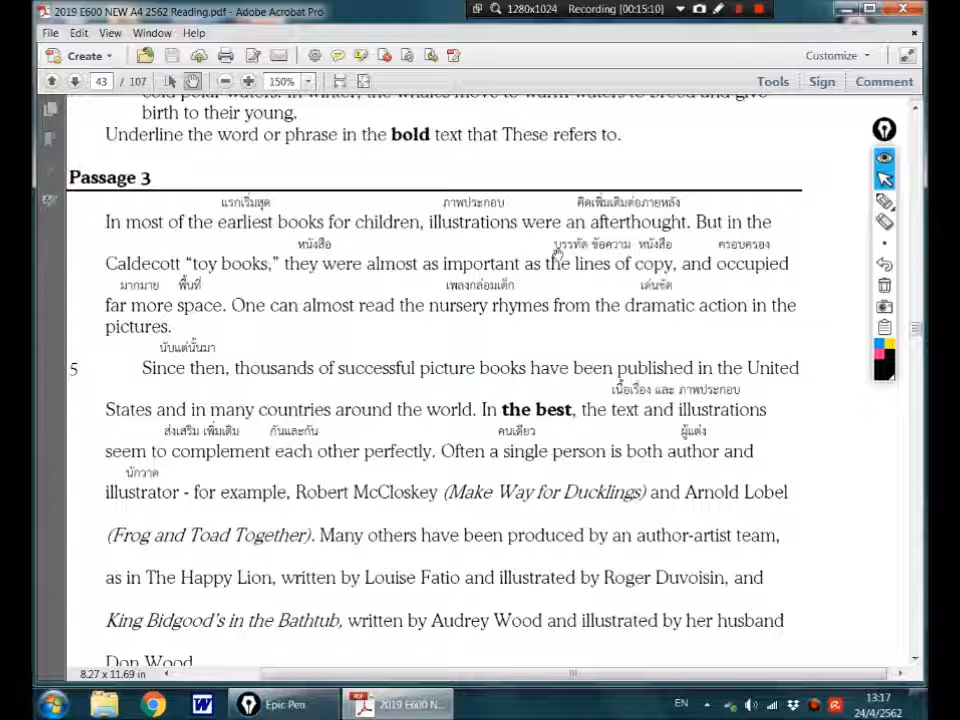 2019 E600 NEW A4 2562 Reading.pdf - Adobe Acrobat Pro
1280x1024 Recording [00:15:10]
File Edit View Window Help
Create Customize
43 / 107 150% Tools Sign Comment
cold polar waters. In winter, the whales move to warm waters to breed and give
birth to their young.
Underline the word or phrase in the bold text that These refers to.
Passage 3
แรกเริ่มสุด ภาพประกอบ คิดเพิ่มเติมต่อภายหลัง
In most of the earliest books for children, illustrations were an afterthought. But in the
หนังสือ บรรทัด ข้อความ หนังสือ ครอบครอง
Caldecott “toy books,” they were almost as important as the lines of copy, and occupied
มากมาย พื้นที่ เพลงกล่อมเด็ก เด่นชัด
far more space. One can almost read the nursery rhymes from the dramatic action in the
pictures.
นับแต่นั้นมา
5 Since then, thousands of successful picture books have been published in the United
เนื้อเรื่อง และ ภาพประกอบ
States and in many countries around the world. In the best, the text and illustrations
ส่งเสริม เพิ่มเติม กันและกัน คนเดียว ผู้แต่ง
seem to complement each other perfectly. Often a single person is both author and
นักวาด
illustrator - for example, Robert McCloskey (Make Way for Ducklings) and Arnold Lobel
(Frog and Toad Together). Many others have been produced by an author-artist team,
as in The Happy Lion, written by Louise Fatio and illustrated by Roger Duvoisin, and
King Bidgood's in the Bathtub, written by Audrey Wood and illustrated by her husband
Don Wood
8.27 x 11.69 in
Epic Pen 2019 E600 N... EN 13:17
24/4/2562